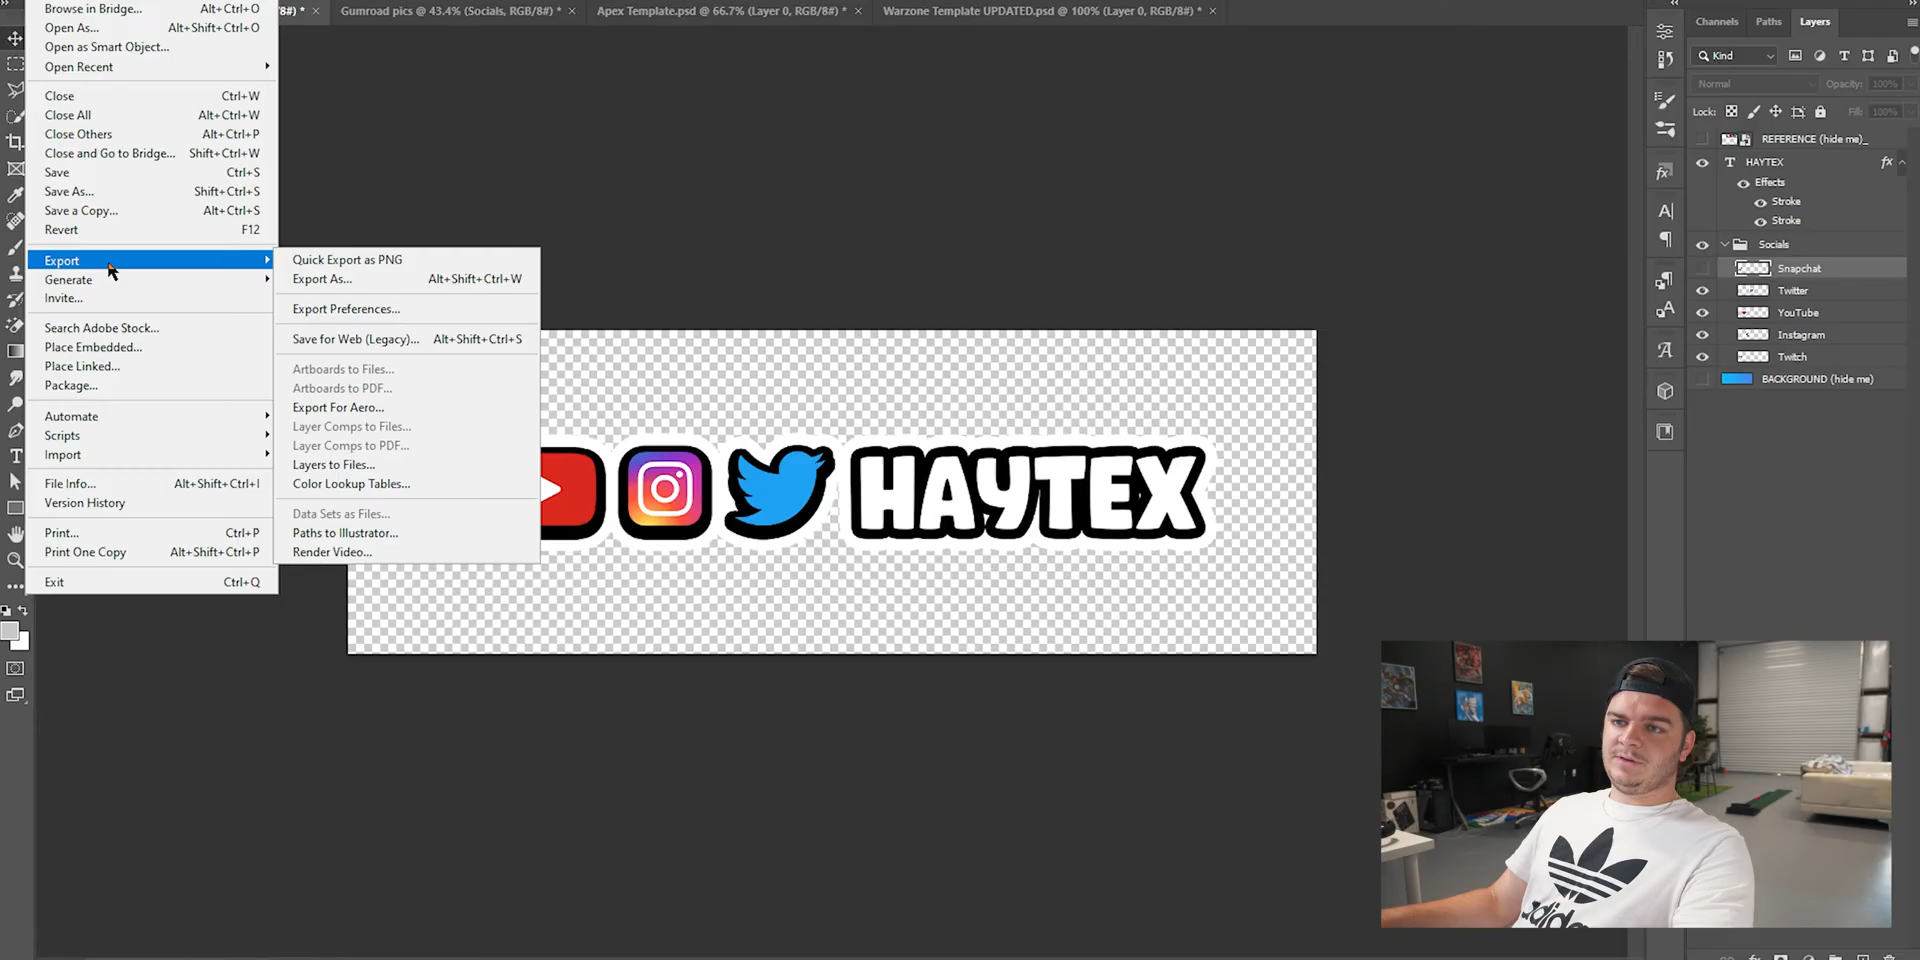 /8#) * ×
Gumroad pics @ 43.4% (Socials, RGB/8#) * ×
Apex Template.psd @ 66.7% (Layer 0, RGB/8#) * ×
Warzone Template UPDATED.psd @ 100% (Layer 0, RGB/8#) * ×
Browse in Bridge... Alt+Ctrl+O
Open As... Alt+Shift+Ctrl+O
Open as Smart Object...
Open Recent
Close Ctrl+W
Close All Alt+Ctrl+W
Close Others Alt+Ctrl+P
Close and Go to Bridge... Shift+Ctrl+W
Save Ctrl+S
Save As... Shift+Ctrl+S
Save a Copy... Alt+Ctrl+S
Revert F12
Export
Generate
Invite...
Search Adobe Stock...
Place Embedded...
Place Linked...
Package...
Automate
Scripts
Import
File Info... Alt+Shift+Ctrl+I
Version History
Print... Ctrl+P
Print One Copy Alt+Shift+Ctrl+P
Exit Ctrl+Q
Quick Export as PNG
Export As... Alt+Shift+Ctrl+W
Export Preferences...
Save for Web (Legacy)... Alt+Shift+Ctrl+S
Artboards to Files...
Artboards to PDF...
Export For Aero...
Layer Comps to Files...
Layer Comps to PDF...
Layers to Files...
Color Lookup Tables...
Data Sets as Files...
Paths to Illustrator...
Render Video...
HAYTEX
Channels Paths Layers
Kind
Normal Opacity: 100%
Lock: Fill: 100%
REFERENCE (hide me)_
T HAYTEX fx
Effects
Stroke
Stroke
Socials
Snapchat
Twitter
YouTube
Instagram
Twitch
BACKGROUND (hide me)
adidas